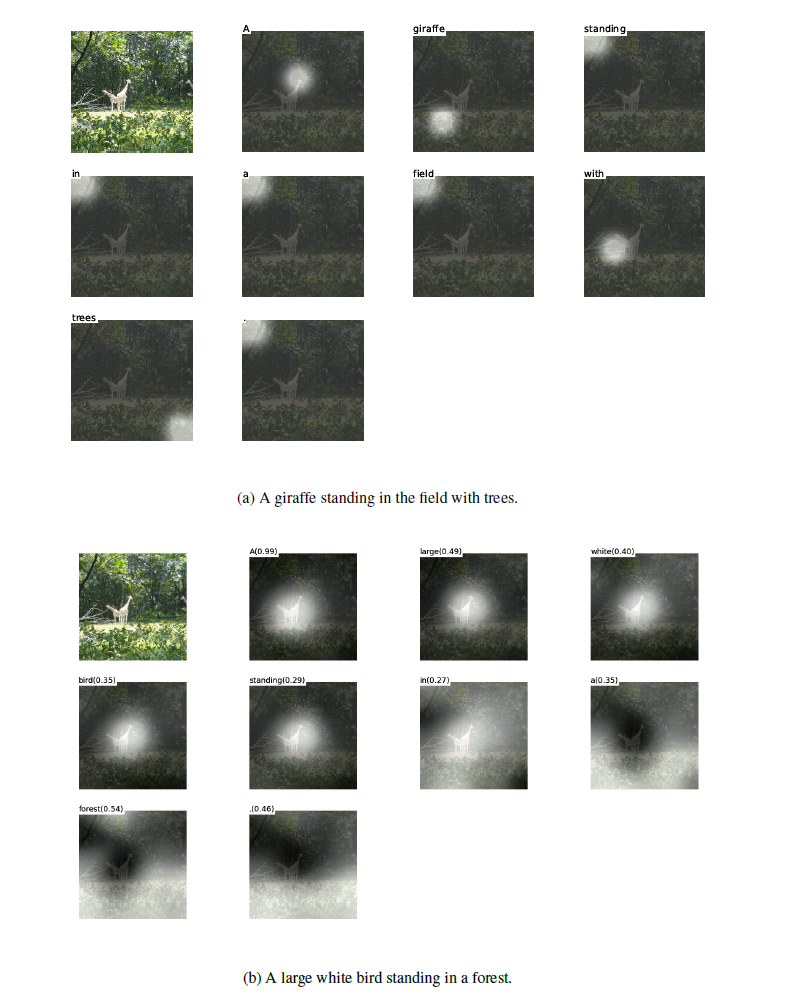 A
giraffe
standing
in
a
field
with
trees
.
(a) A giraffe standing in the field with trees.
A(0.99)
large(0.49)
white(0.40)
bird(0.35)
standing(0.29)
in(0.27)
a(0.35)
forest(0.54)
.(0.46)
(b) A large white bird standing in a forest.